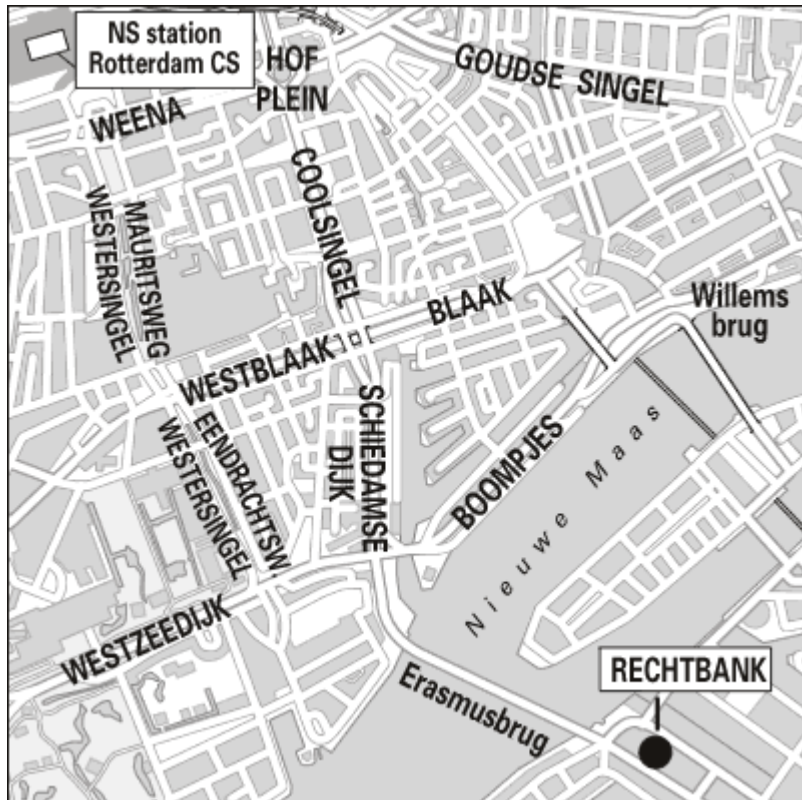 NS station
Rotterdam CS
HOF
PLEIN
GOUDSE SINGEL
WEENA
COOLSINGEL
MAURITSWEG
WESTERSINGEL
BLAAK
Willems
brug
WESTBLAAK
SCHIEDAMSE
DIJK
EENDRACHTSW.
WESTERSINGEL
BOOMPJES
Nieuwe Maas
WESTZEEDIJK
Erasmusbrug
RECHTBANK